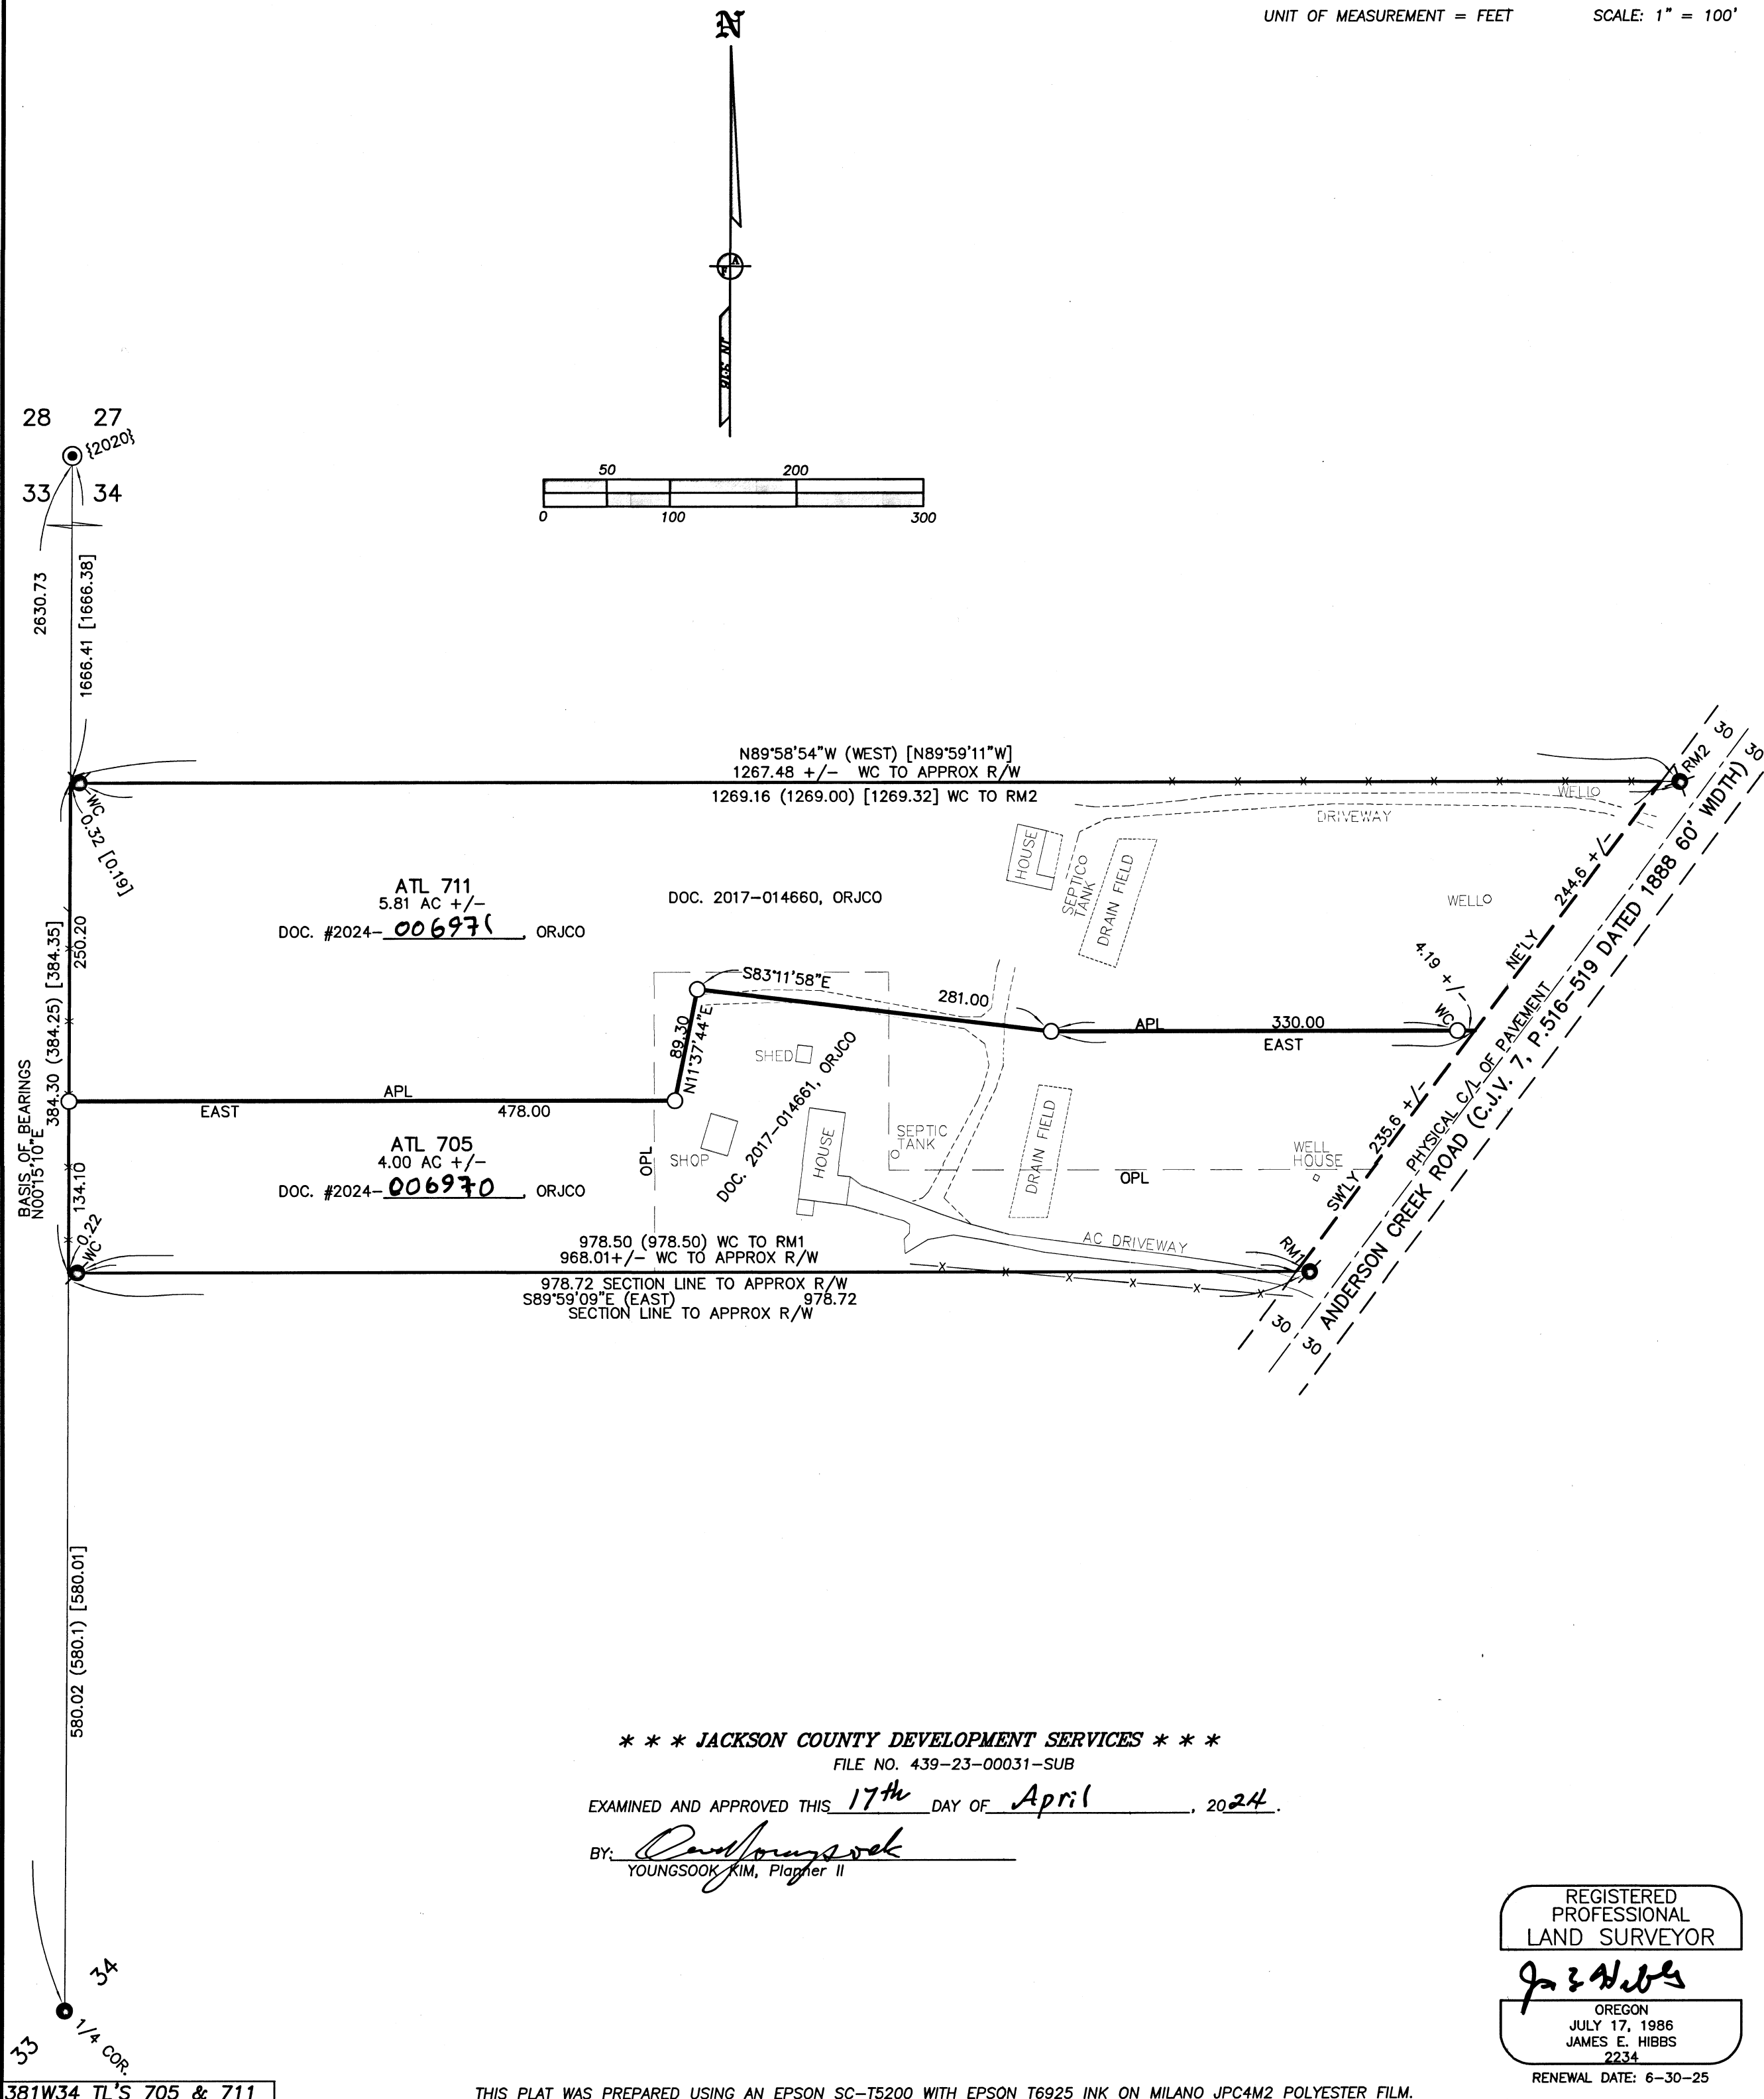 UNIT OF MEASUREMENT = FEET SCALE: 1" = 100'
N
28 27
{2020}
33 34
50 200
0 100 300
2630.73
1666.41 [1666.38]
N89°58'54"W (WEST) [N89°59'11"W]
1267.48 +/- WC TO APPROX R/W
1269.16 (1269.00) [1269.32] WC TO RM2
WC
0.32 [0.19]
RM2
30
30
WELL
DRIVEWAY
HOUSE
SEPTIC
TANK
DRAIN FIELD
WELL
ATL 711
5.81 AC +/-
DOC. #2024- 006971, ORJCO
DOC. 2017-014660, ORJCO
BASIS OF BEARINGS
N00°15'10"E
384.30 (384.25) [384.35]
250.20
134.10
S83°11'58"E
281.00
89.30
N11°37'44"E
APL
330.00
EAST
4.19 +/-
WC
244.6 +/-
NE'LY
235.6 +/-
SW'LY
PHYSICAL C/L OF PAVEMENT
ANDERSON CREEK ROAD (C.J.V. 7, P.516-519 DATED 1888 60' WIDTH)
APL
EAST
478.00
SHED
DOC. 2017-014661, ORJCO
SHOP
OPL
HOUSE
SEPTIC
TANK
DRAIN FIELD
OPL
WELL
HOUSE
ATL 705
4.00 AC +/-
DOC. #2024- 006970, ORJCO
0.22
WC
978.50 (978.50) WC TO RM1
968.01+/- WC TO APPROX R/W
978.72 SECTION LINE TO APPROX R/W
S89°59'09"E (EAST) 978.72
SECTION LINE TO APPROX R/W
AC DRIVEWAY
RM1
30
30
580.02 (580.1) [580.01]
* * * JACKSON COUNTY DEVELOPMENT SERVICES * * *
FILE NO. 439-23-00031-SUB
EXAMINED AND APPROVED THIS 17th DAY OF April, 2024.
BY:
YOUNGSOOK KIM, Planner II
REGISTERED
PROFESSIONAL
LAND SURVEYOR
OREGON
JULY 17, 1986
JAMES E. HIBBS
2234
RENEWAL DATE: 6-30-25
34
33
1/4 COR.
381W34 TL'S 705 & 711
THIS PLAT WAS PREPARED USING AN EPSON SC-T5200 WITH EPSON T6925 INK ON MILANO JPC4M2 POLYESTER FILM.